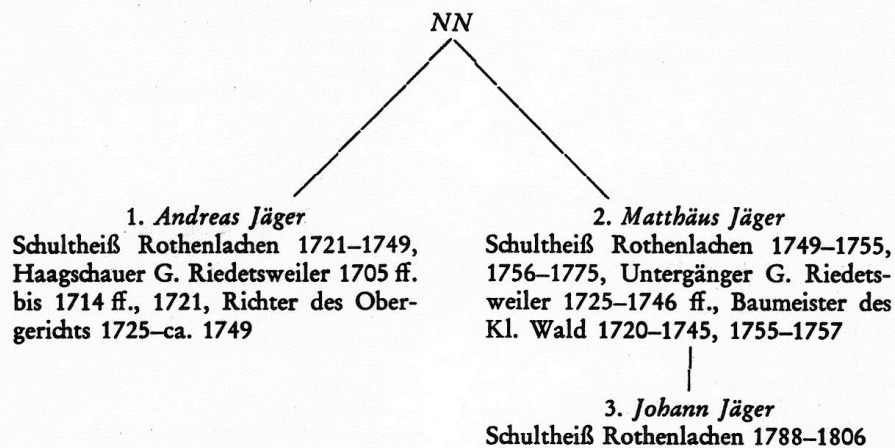 NN
1. Andreas Jäger
Schultheiß Rothenlachen 1721–1749,
Haagschauer G. Riedetsweiler 1705 ff.
bis 1714 ff., 1721, Richter des Ober-
gerichts 1725–ca. 1749
2. Matthäus Jäger
Schultheiß Rothenlachen 1749–1755,
1756–1775, Untergänger G. Riedets-
weiler 1725–1746 ff., Baumeister des
Kl. Wald 1720–1745, 1755–1757
3. Johann Jäger
Schultheiß Rothenlachen 1788–1806